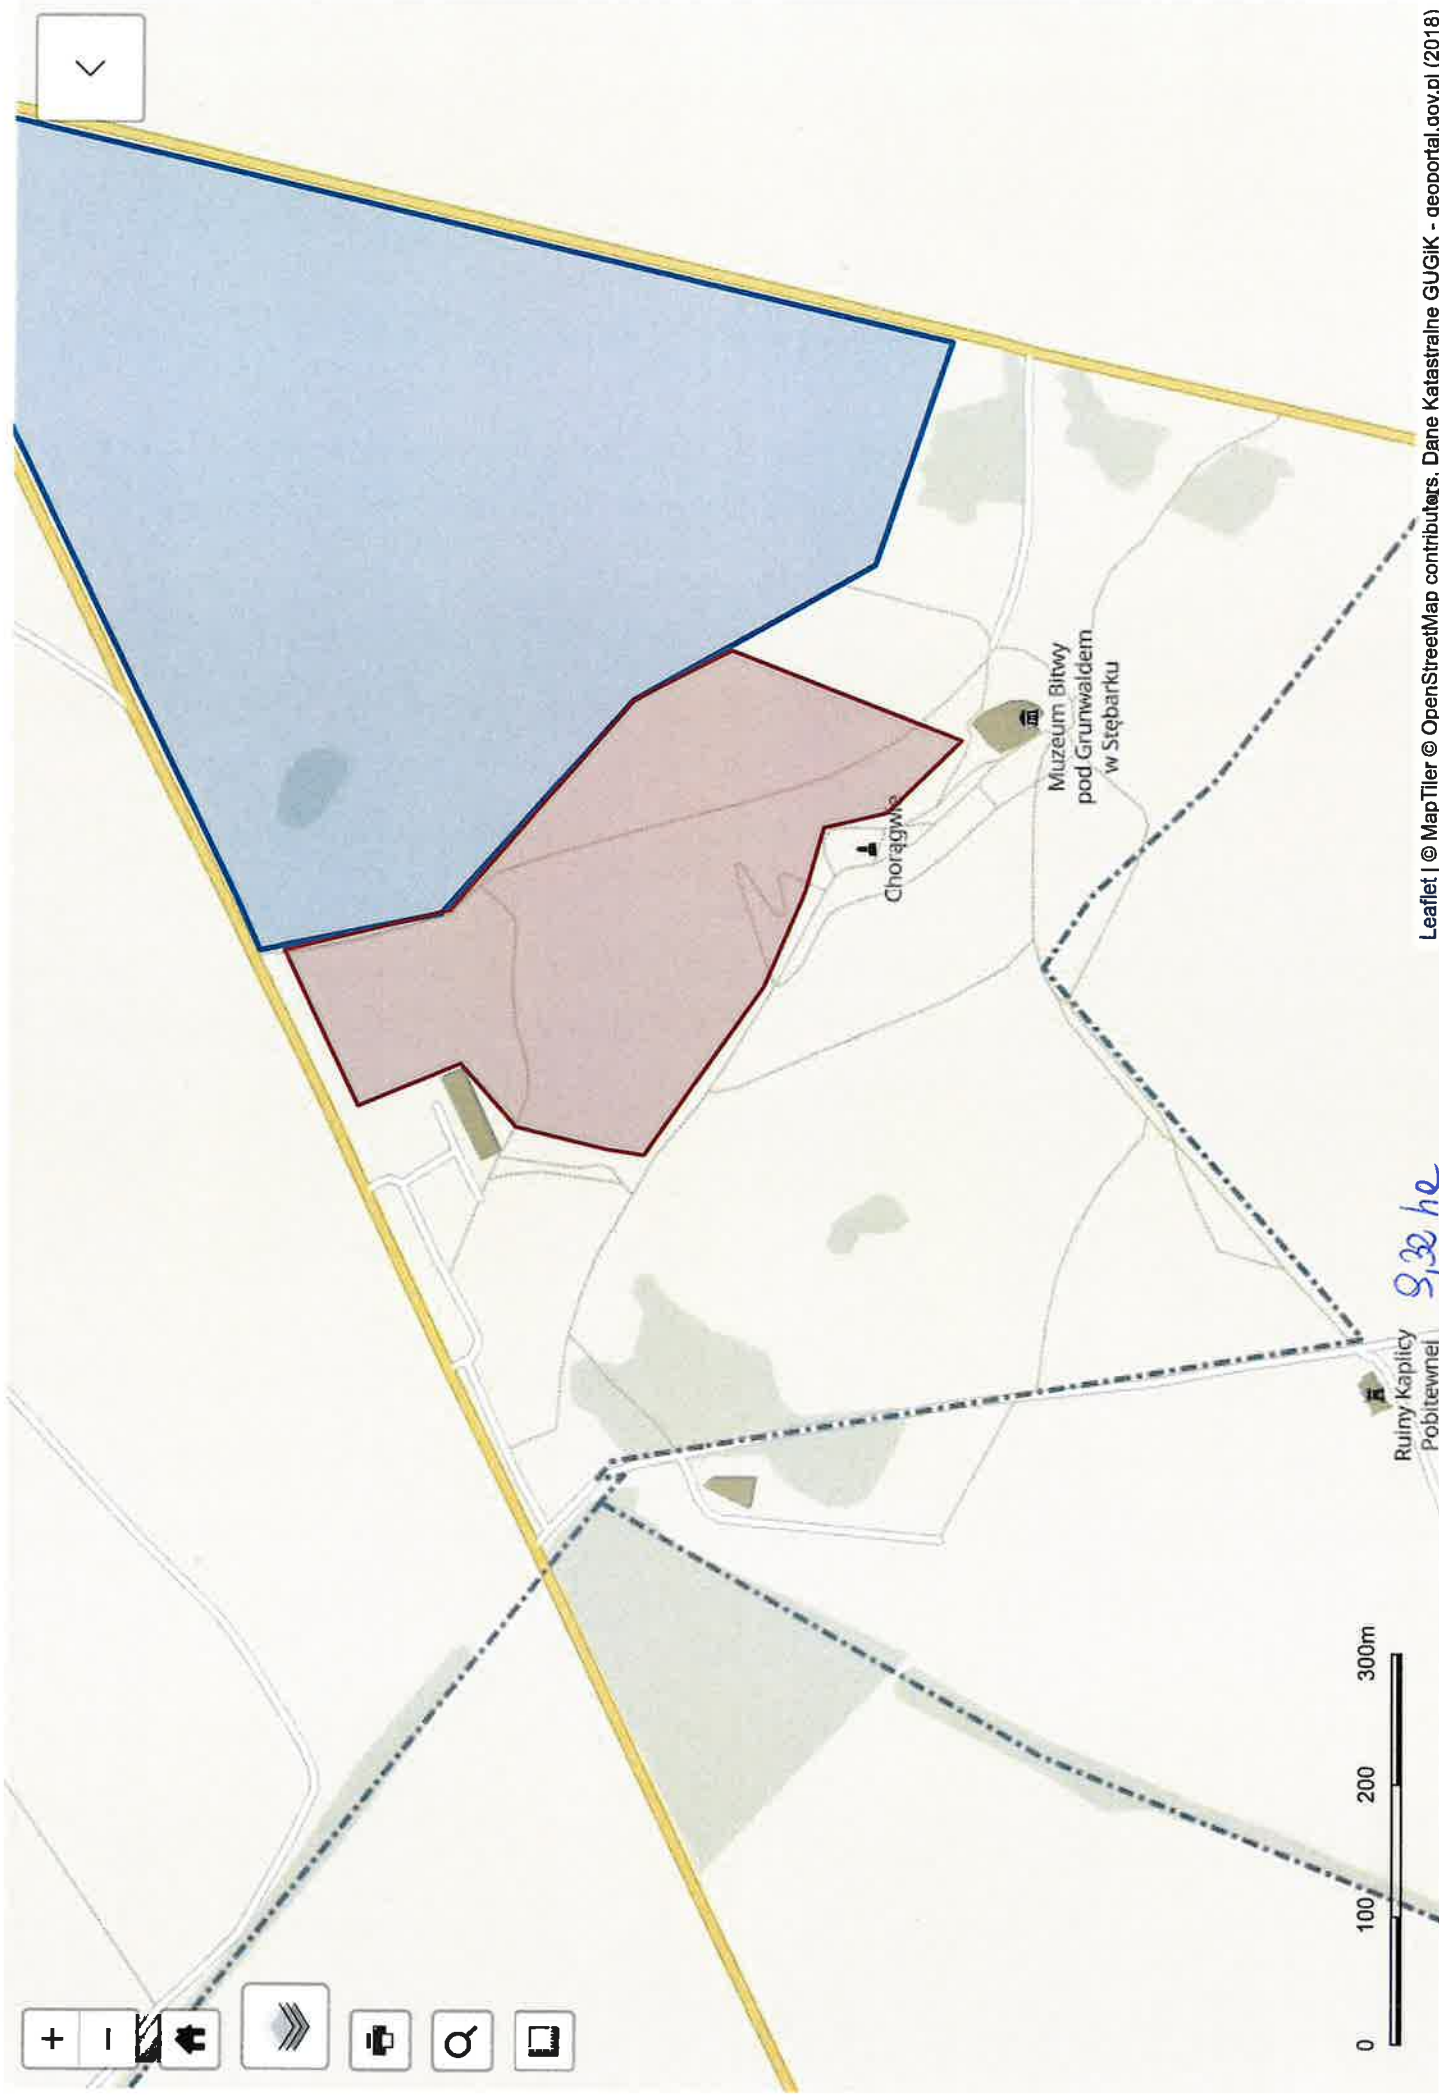 +
−
Chorągwie
Muzeum Bitwy
pod Grunwaldem
w Stębarku
Ruiny Kaplicy
Pobitewnej
9,32 ha
0 100 200 300m
Leaflet | © MapTiler © OpenStreetMap contributors, Dane Katastralne GUGiK - geoportal.gov.pl (2018)